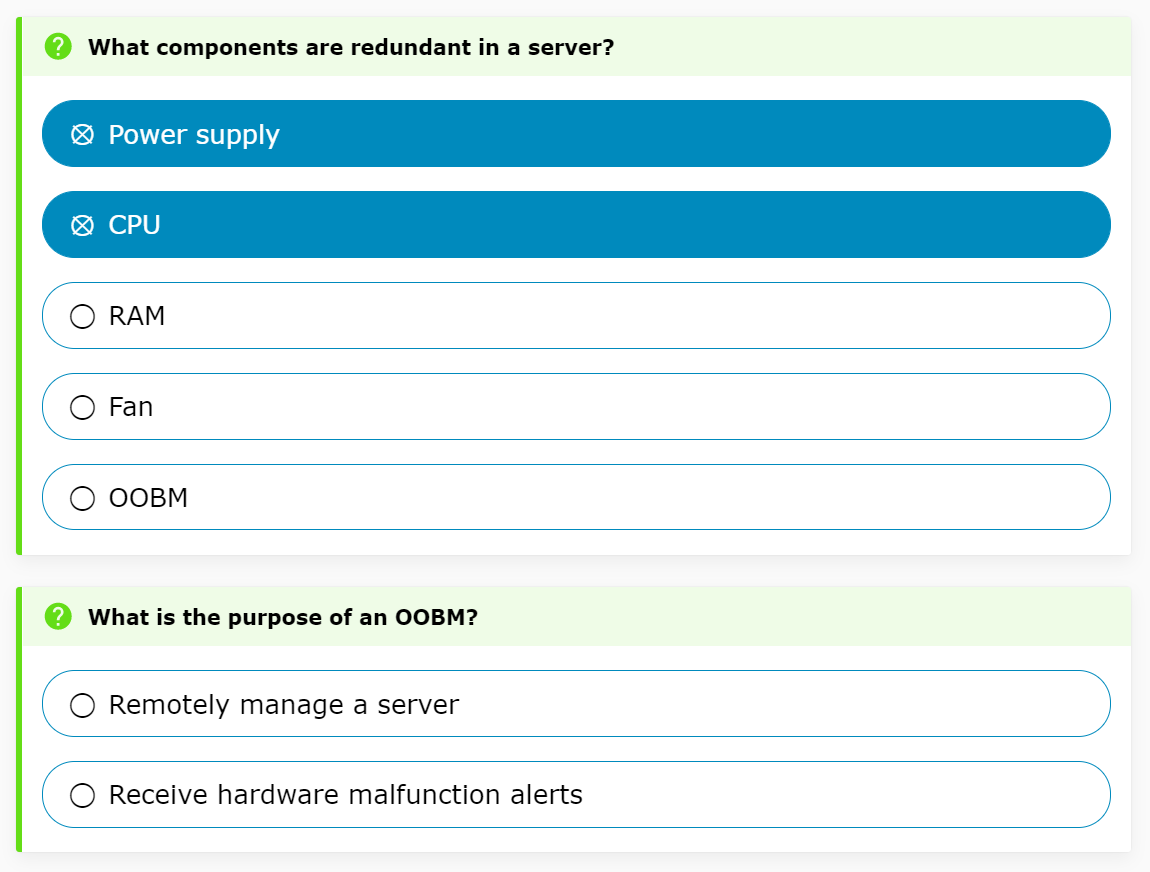 What components are redundant in a server?
Power supply
CPU
RAM
Fan
OOBM
What is the purpose of an OOBM?
Remotely manage a server
Receive hardware malfunction alerts